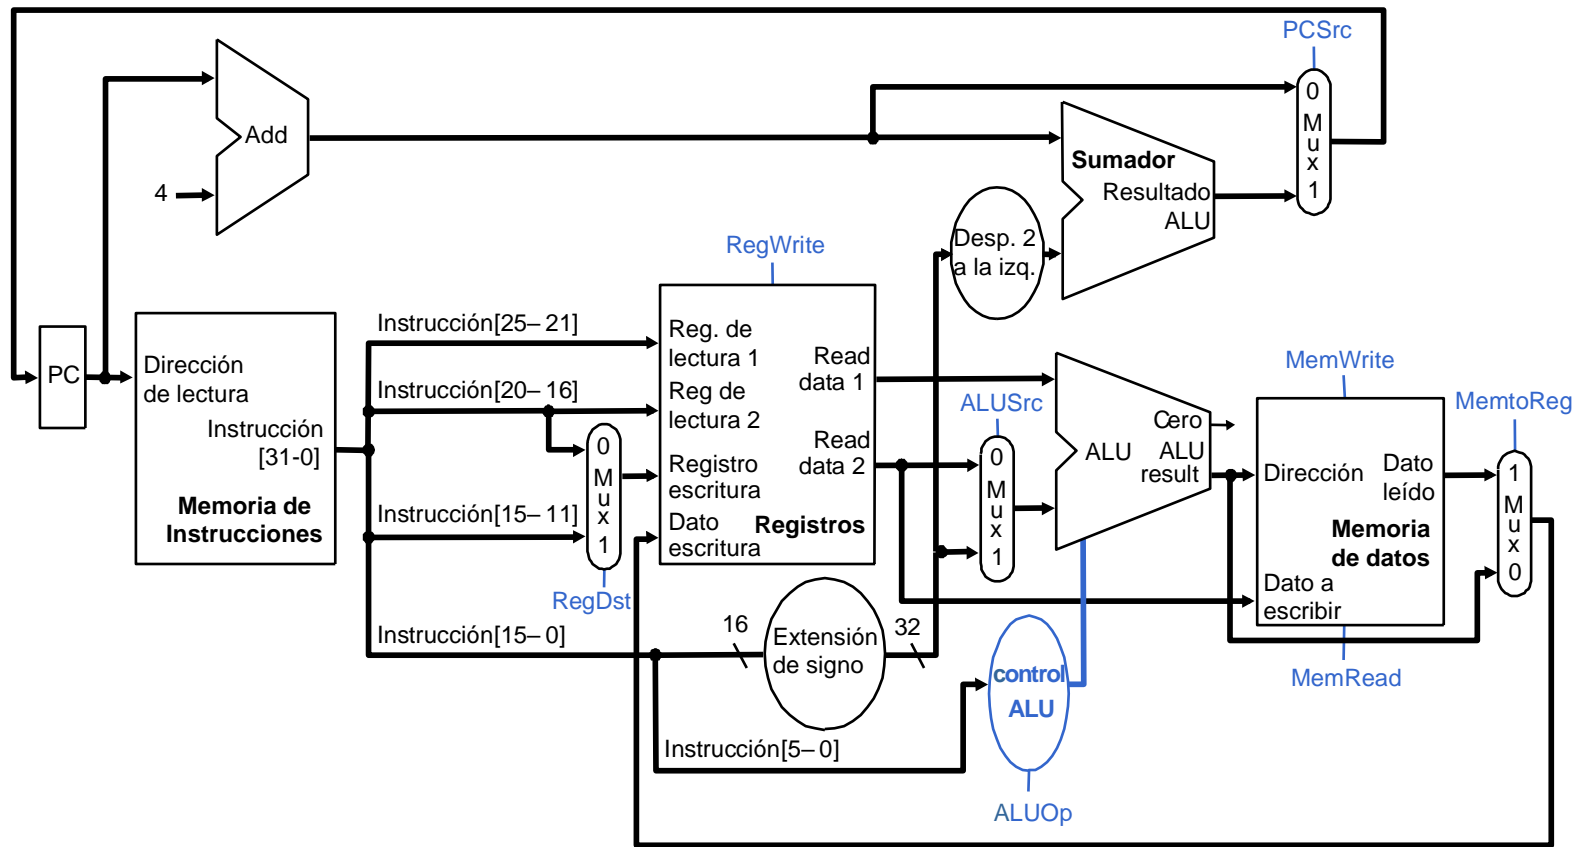 PCSrc
0
M
u
x
1
Add
4
Sumador
Resultado
ALU
Desp. 2
a la izq.
RegWrite
PC
Dirección
de lectura
Instrucción
[31-0]
Memoria de
Instrucciones
Instrucción[25–21]
Instrucción[20–16]
Instrucción[15–11]
Instrucción[15–0]
Instrucción[5–0]
0
M
u
x
1
RegDst
Reg. de
lectura 1
Reg de
lectura 2
Registro
escritura
Dato
escritura
Read
data 1
Read
data 2
Registros
16
Extensión
de signo
32
ALUSrc
0
M
u
x
1
ALU
Cero
ALU
result
control
ALU
ALUOp
MemWrite
Dirección
Dato
leído
Memoria
de datos
Dato a
escribir
MemRead
MemtoReg
1
M
u
x
0